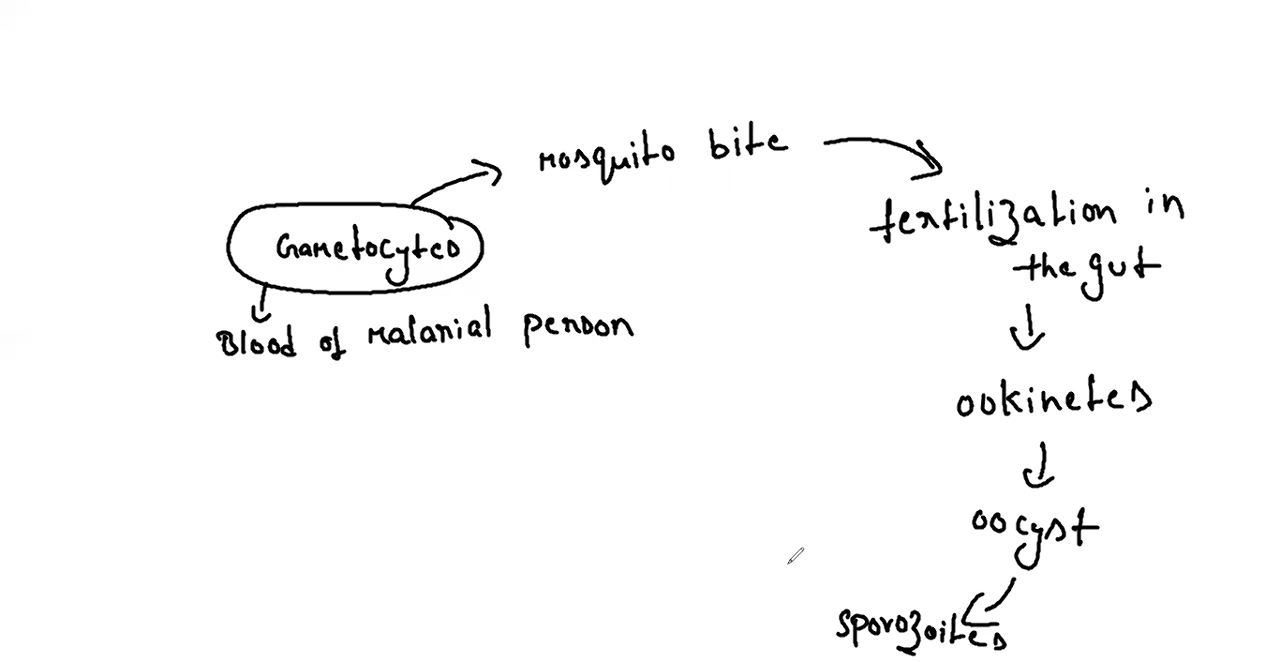 Mosquito bite
fertilization in
the gut
Gametocytes
Blood of Malarial person
ookinetes
oocyst
sporozoites